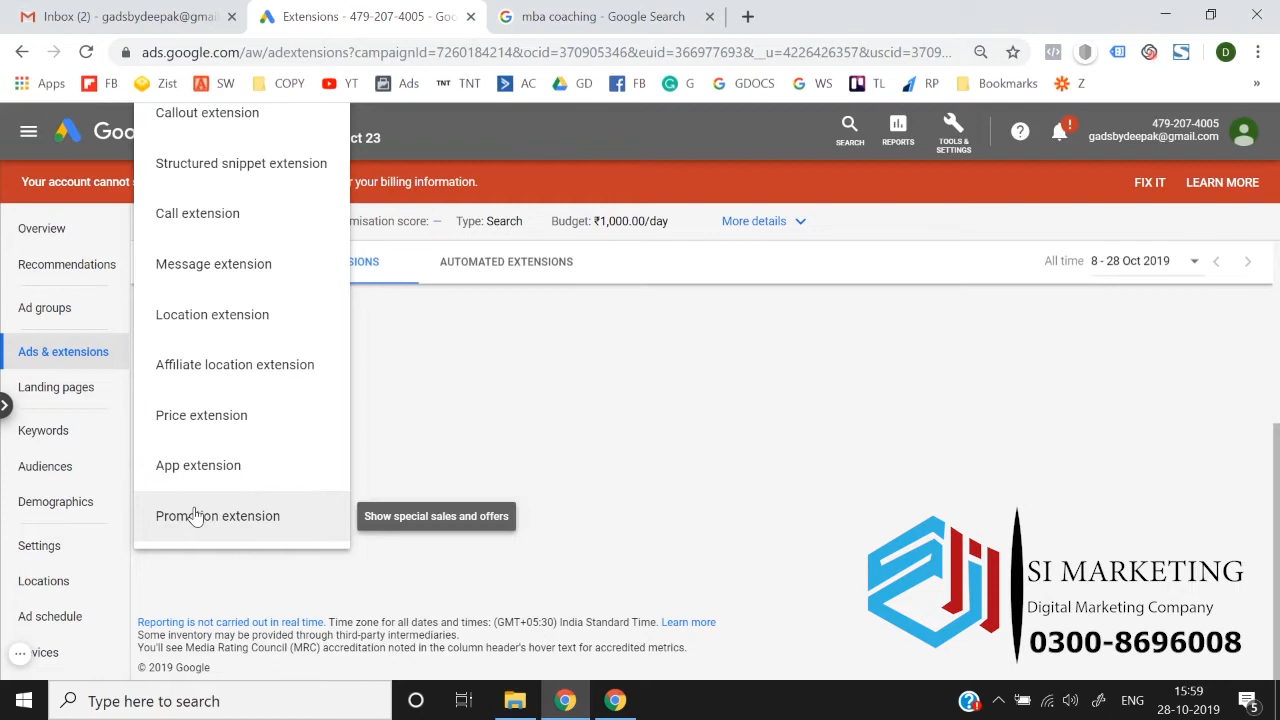 Inbox (2) - gadsbydeepak@gmail
Extensions - 479-207-4005 - Goo
mba coaching - Google Search
ads.google.com/aw/adextensions?campaignId=7260184214&ocid=370905346&euid=366977693&__u=4226426357&uscid=3709...
Apps FB Zist SW COPY YT Ads TNT TNT AC GD FB G GDOCS WS TL RP Bookmarks Z »
Goo
ct 23
SEARCH
REPORTS
TOOLS & SETTINGS
479-207-4005
gadsbydeepak@gmail.com
Your account cannot
r your billing information.
FIX IT
LEARN MORE
misation score: — Type: Search Budget: ₹1,000.00/day More details
SIONS
AUTOMATED EXTENSIONS
All time 8 - 28 Oct 2019
Overview
Recommendations
Ad groups
Ads & extensions
Landing pages
Keywords
Audiences
Demographics
Settings
Locations
Ad schedule
vices
Callout extension
Structured snippet extension
Call extension
Message extension
Location extension
Affiliate location extension
Price extension
App extension
Promotion extension
Show special sales and offers
Reporting is not carried out in real time. Time zone for all dates and times: (GMT+05:30) India Standard Time. Learn more
Some inventory may be provided through third-party intermediaries.
You'll see Media Rating Council (MRC) accreditation noted in the column header's hover text for accredited metrics.
© 2019 Google
SI MARKETING
Digital Marketing Company
0300-8696008
Type here to search
ENG
15:59
28-10-2019
5